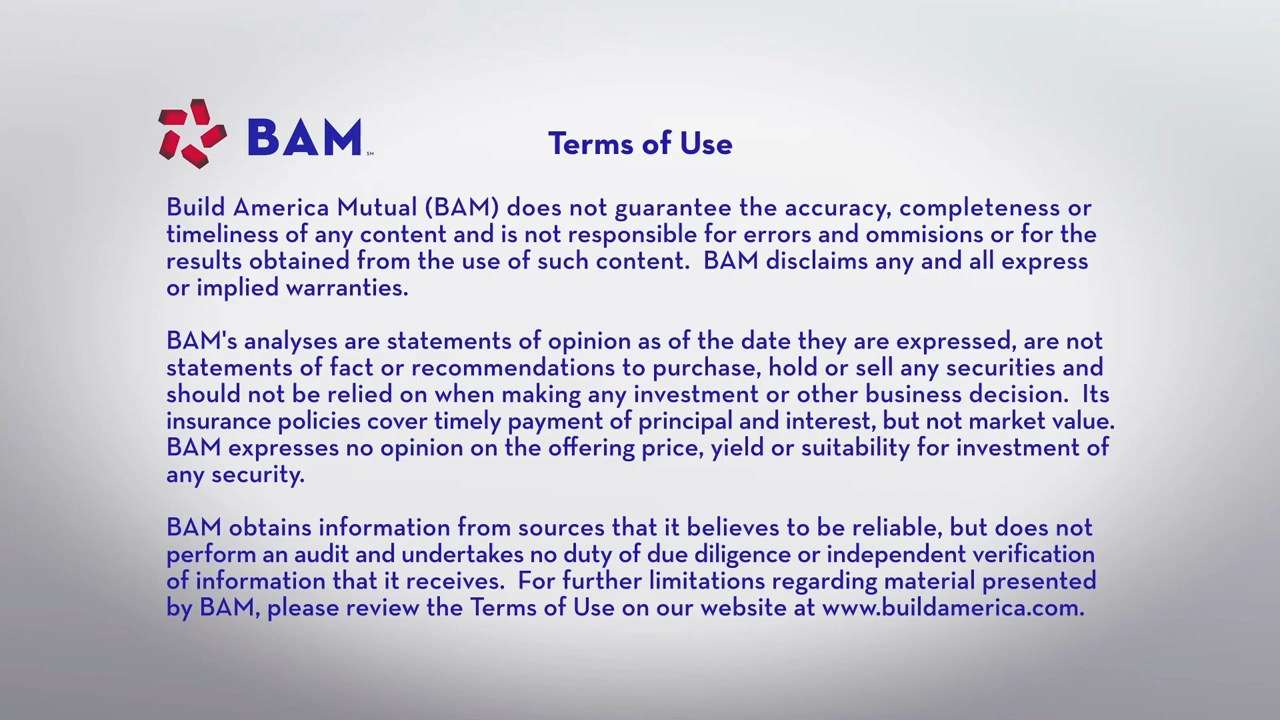 BAM SM
Terms of Use
Build America Mutual (BAM) does not guarantee the accuracy, completeness or
timeliness of any content and is not responsible for errors and ommisions or for the
results obtained from the use of such content.  BAM disclaims any and all express
or implied warranties.
BAM's analyses are statements of opinion as of the date they are expressed, are not
statements of fact or recommendations to purchase, hold or sell any securities and
should not be relied on when making any investment or other business decision.  Its
insurance policies cover timely payment of principal and interest, but not market value.
BAM expresses no opinion on the offering price, yield or suitability for investment of
any security.
BAM obtains information from sources that it believes to be reliable, but does not
perform an audit and undertakes no duty of due diligence or independent verification
of information that it receives.  For further limitations regarding material presented
by BAM, please review the Terms of Use on our website at www.buildamerica.com.